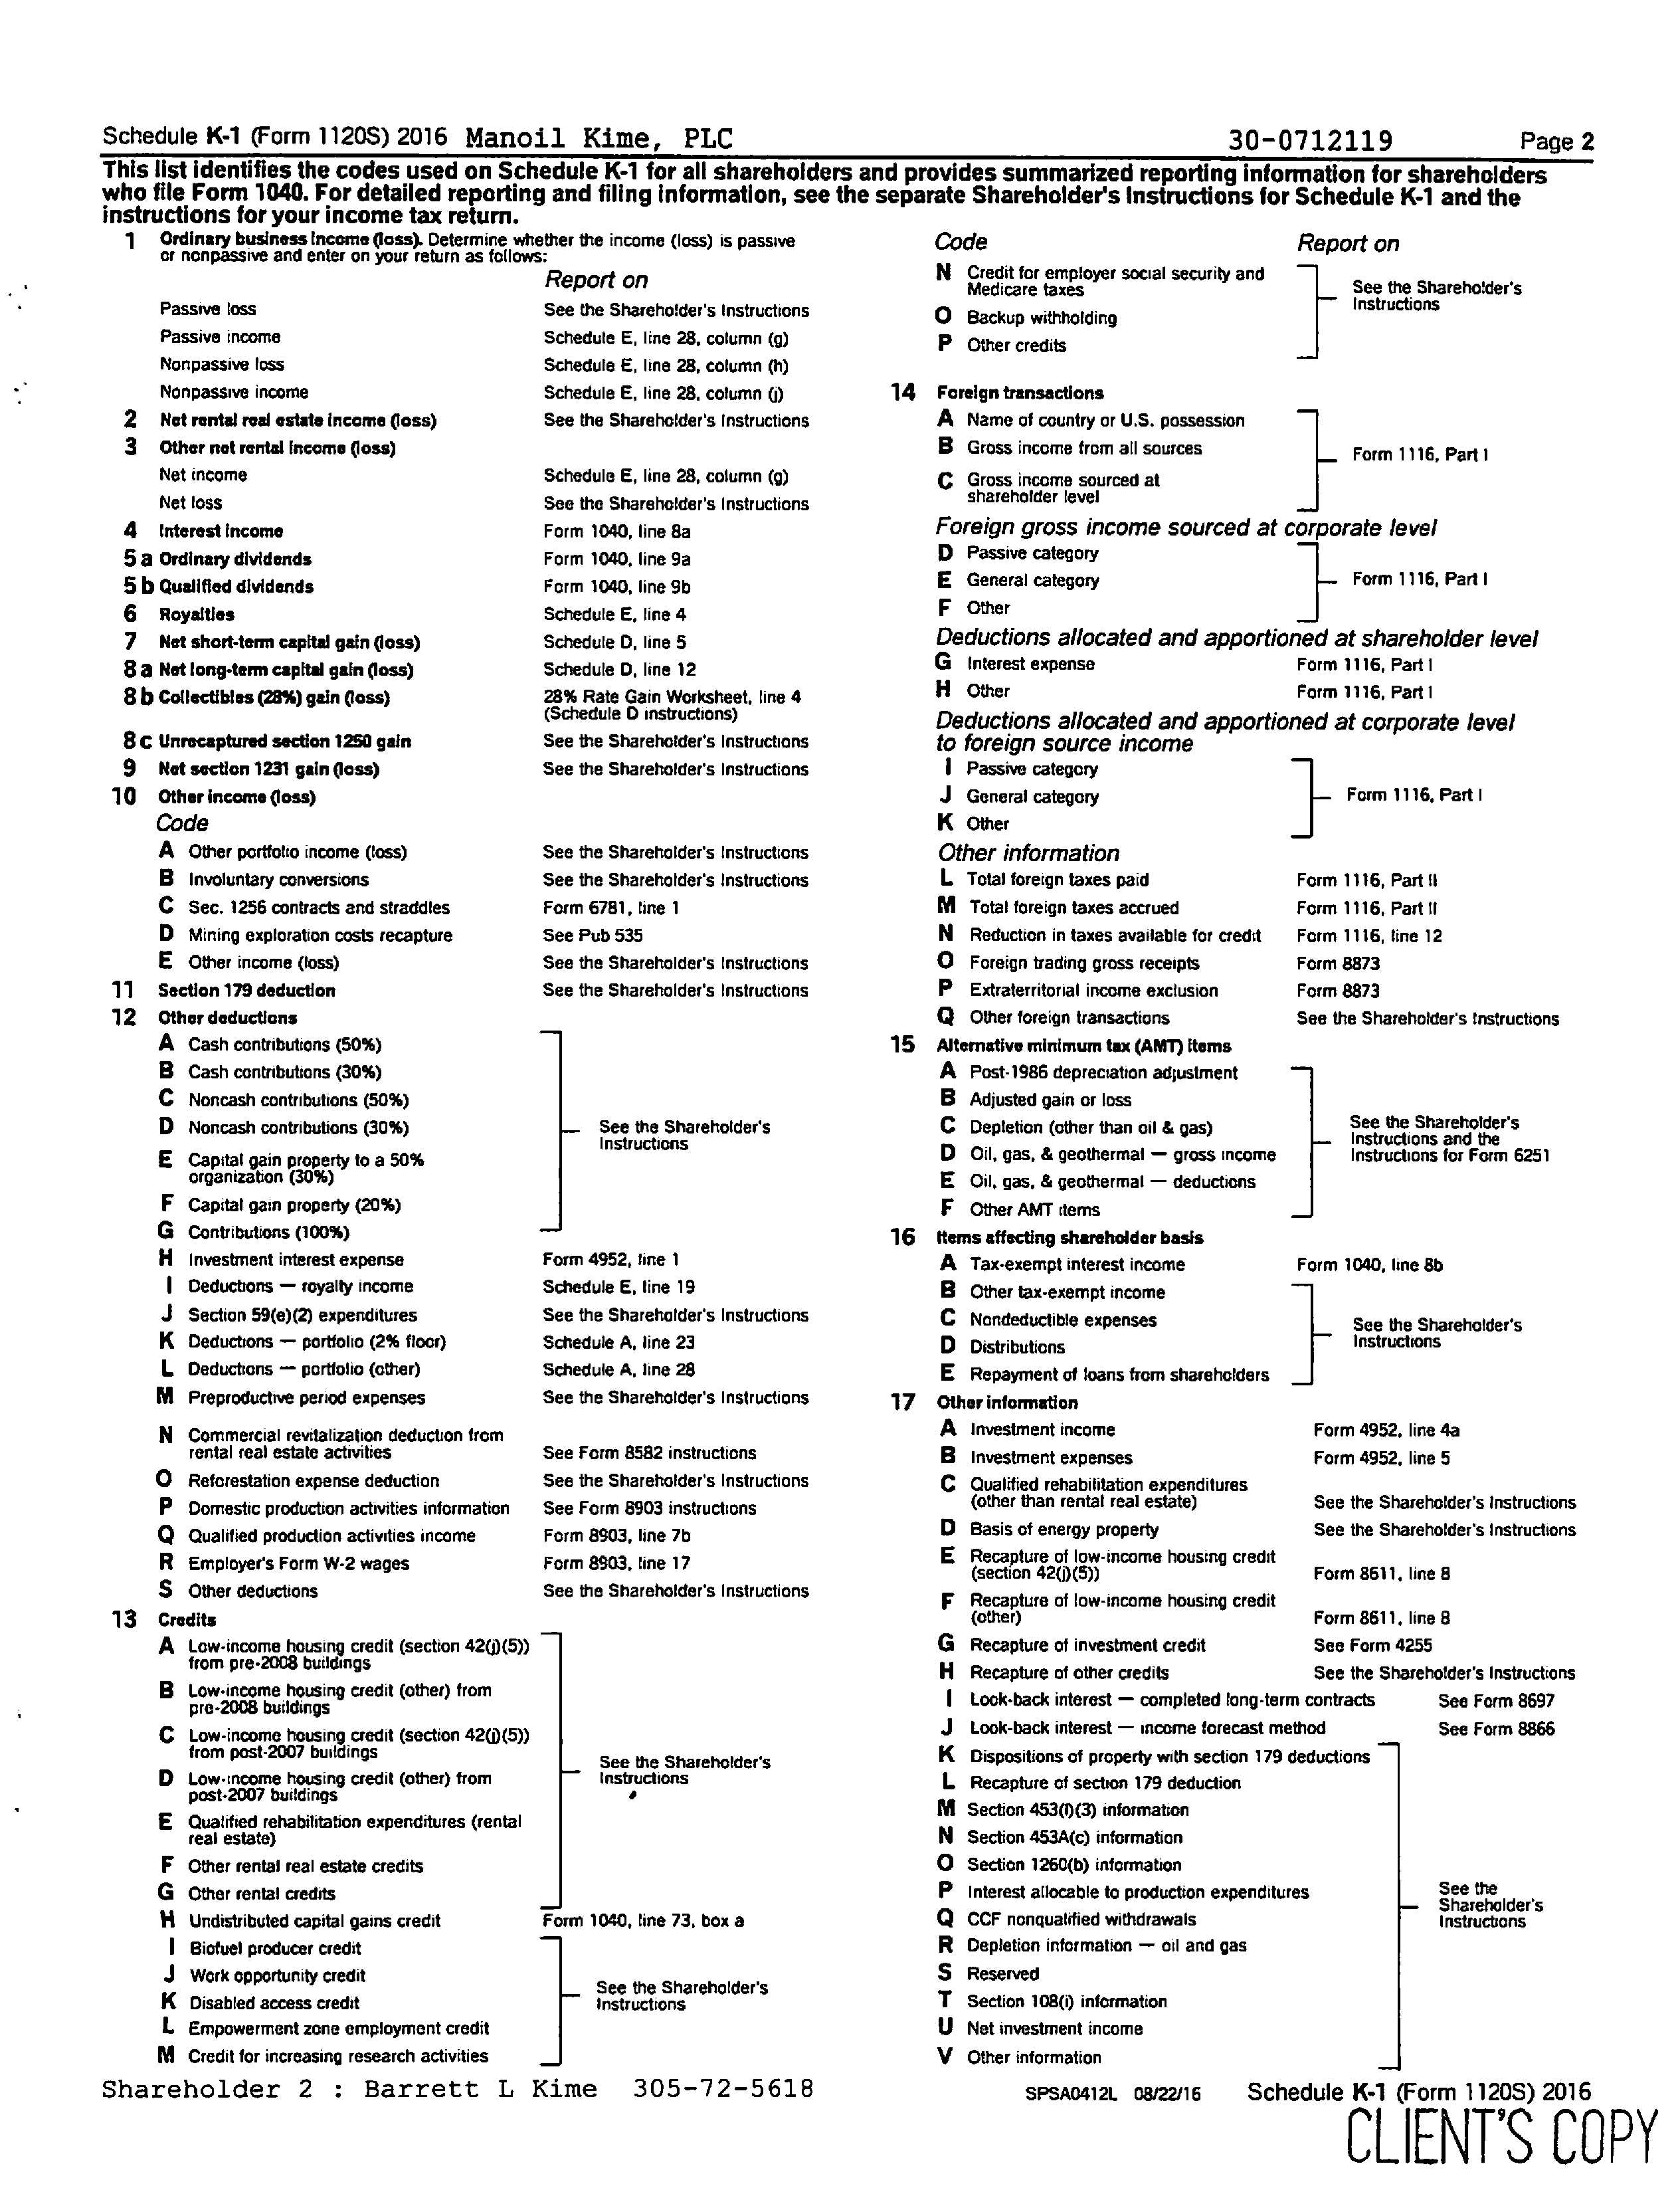 Schedule K-1 (Form 1120S) 2016 Manoil Kime, PLC 30-0712119 Page 2
This list identifies the codes used on Schedule K-1 for all shareholders and provides summarized reporting information for shareholders
who file Form 1040. For detailed reporting and filing information, see the separate Shareholder's Instructions for Schedule K-1 and the
instructions for your income tax return.
1 Ordinary business income (loss). Determine whether the income (loss) is passive
or nonpassive and enter on your return as follows:
Report on
Passive loss See the Shareholder's Instructions
Passive income Schedule E, line 28, column (g)
Nonpassive loss Schedule E, line 28, column (h)
Nonpassive income Schedule E, line 28, column (j)
2 Net rental real estate income (loss) See the Shareholder's Instructions
3 Other net rental income (loss)
Net income Schedule E, line 28, column (g)
Net loss See the Shareholder's Instructions
4 Interest income Form 1040, line 8a
5 a Ordinary dividends Form 1040, line 9a
5 b Qualified dividends Form 1040, line 9b
6 Royalties Schedule E, line 4
7 Net short-term capital gain (loss) Schedule D, line 5
8 a Net long-term capital gain (loss) Schedule D, line 12
8 b Collectibles (28%) gain (loss) 28% Rate Gain Worksheet, line 4
(Schedule D instructions)
8 c Unrecaptured section 1250 gain See the Shareholder's Instructions
9 Net section 1231 gain (loss) See the Shareholder's Instructions
10 Other income (loss)
Code
A Other portfolio income (loss) See the Shareholder's Instructions
B Involuntary conversions See the Shareholder's Instructions
C Sec. 1256 contracts and straddles Form 6781, line 1
D Mining exploration costs recapture See Pub 535
E Other income (loss) See the Shareholder's Instructions
11 Section 179 deduction See the Shareholder's Instructions
12 Other deductions
A Cash contributions (50%)
B Cash contributions (30%)
C Noncash contributions (50%)
D Noncash contributions (30%) See the Shareholder's
Instructions
E Capital gain property to a 50%
organization (30%)
F Capital gain property (20%)
G Contributions (100%)
H Investment interest expense Form 4952, line 1
I Deductions — royalty income Schedule E, line 19
J Section 59(e)(2) expenditures See the Shareholder's Instructions
K Deductions — portfolio (2% floor) Schedule A, line 23
L Deductions — portfolio (other) Schedule A, line 28
M Preproductive period expenses See the Shareholder's Instructions
N Commercial revitalization deduction from
rental real estate activities See Form 8582 instructions
O Reforestation expense deduction See the Shareholder's Instructions
P Domestic production activities information See Form 8903 instructions
Q Qualified production activities income Form 8903, line 7b
R Employer's Form W-2 wages Form 8903, line 17
S Other deductions See the Shareholder's Instructions
13 Credits
A Low-income housing credit (section 42(j)(5))
from pre-2008 buildings
B Low-income housing credit (other) from
pre-2008 buildings
C Low-income housing credit (section 42(j)(5))
from post-2007 buildings
See the Shareholder's
Instructions
D Low-income housing credit (other) from
post-2007 buildings
E Qualified rehabilitation expenditures (rental
real estate)
F Other rental real estate credits
G Other rental credits
H Undistributed capital gains credit Form 1040, line 73, box a
I Biofuel producer credit
J Work opportunity credit
See the Shareholder's
Instructions
K Disabled access credit
L Empowerment zone employment credit
M Credit for increasing research activities
Code Report on
N Credit for employer social security and
Medicare taxes
See the Shareholder's
Instructions
O Backup withholding
P Other credits
14 Foreign transactions
A Name of country or U.S. possession
B Gross income from all sources
Form 1116, Part I
C Gross income sourced at
shareholder level
Foreign gross income sourced at corporate level
D Passive category
E General category Form 1116, Part I
F Other
Deductions allocated and apportioned at shareholder level
G Interest expense Form 1116, Part I
H Other Form 1116, Part I
Deductions allocated and apportioned at corporate level
to foreign source income
I Passive category
J General category Form 1116, Part I
K Other
Other information
L Total foreign taxes paid Form 1116, Part II
M Total foreign taxes accrued Form 1116, Part II
N Reduction in taxes available for credit Form 1116, line 12
O Foreign trading gross receipts Form 8873
P Extraterritorial income exclusion Form 8873
Q Other foreign transactions See the Shareholder's Instructions
15 Alternative minimum tax (AMT) items
A Post-1986 depreciation adjustment
B Adjusted gain or loss
C Depletion (other than oil & gas) See the Shareholder's
Instructions and the
Instructions for Form 6251
D Oil, gas, & geothermal — gross income
E Oil, gas, & geothermal — deductions
F Other AMT items
16 Items affecting shareholder basis
A Tax-exempt interest income Form 1040, line 8b
B Other tax-exempt income
C Nondeductible expenses See the Shareholder's
Instructions
D Distributions
E Repayment of loans from shareholders
17 Other information
A Investment income Form 4952, line 4a
B Investment expenses Form 4952, line 5
C Qualified rehabilitation expenditures
(other than rental real estate) See the Shareholder's Instructions
D Basis of energy property See the Shareholder's Instructions
E Recapture of low-income housing credit
(section 42(j)(5)) Form 8611, line 8
F Recapture of low-income housing credit
(other) Form 8611, line 8
G Recapture of investment credit See Form 4255
H Recapture of other credits See the Shareholder's Instructions
I Look-back interest — completed long-term contracts See Form 8697
J Look-back interest — income forecast method See Form 8866
K Dispositions of property with section 179 deductions
L Recapture of section 179 deduction
M Section 453(l)(3) information
N Section 453A(c) information
O Section 1260(b) information
P Interest allocable to production expenditures See the
Shareholder's
Instructions
Q CCF nonqualified withdrawals
R Depletion information — oil and gas
S Reserved
T Section 108(i) information
U Net investment income
V Other information
Shareholder 2 : Barrett L Kime 305-72-5618 SPSA0412L 08/22/16 Schedule K-1 (Form 1120S) 2016
CLIENT'S COPY